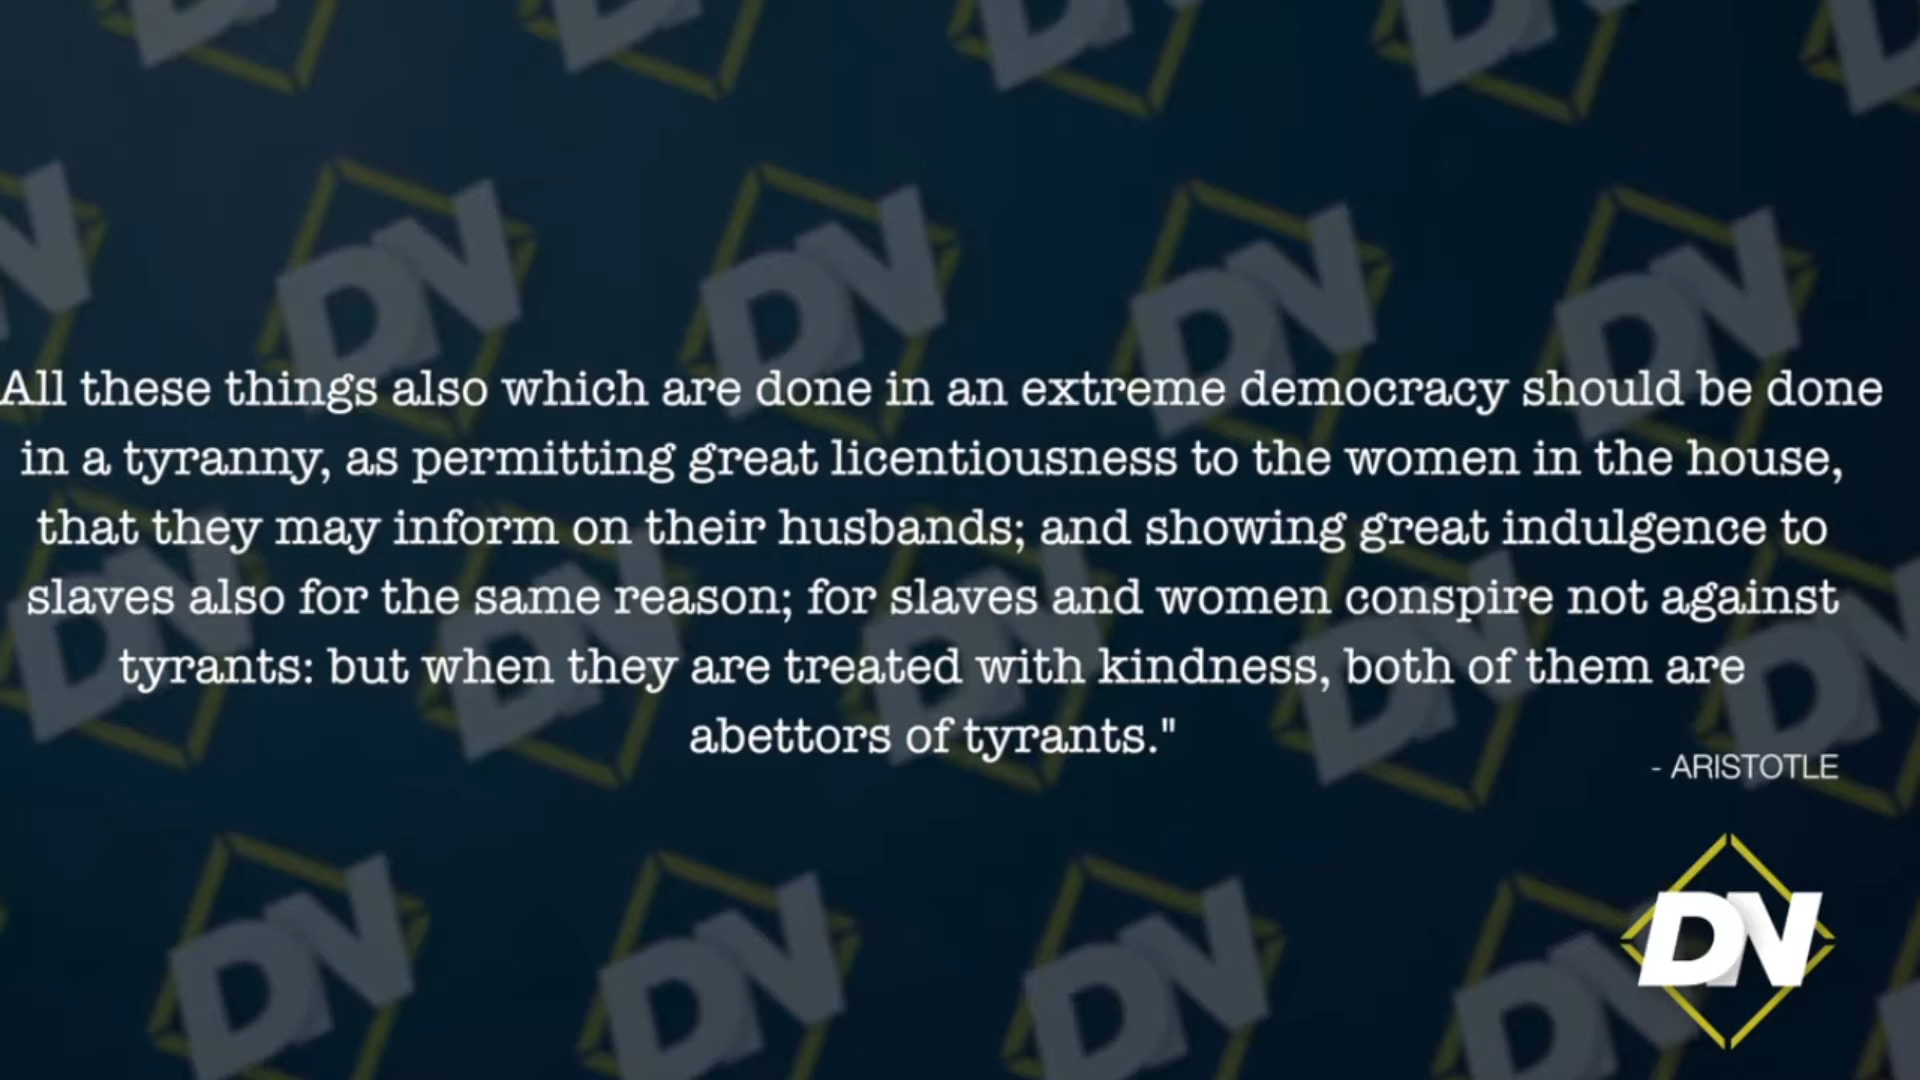 All these things also which are done in an extreme democracy should be done
in a tyranny, as permitting great licentiousness to the women in the house,
that they may inform on their husbands; and showing great indulgence to
slaves also for the same reason; for slaves and women conspire not against
tyrants: but when they are treated with kindness, both of them are
abettors of tyrants."
- ARISTOTLE
DN